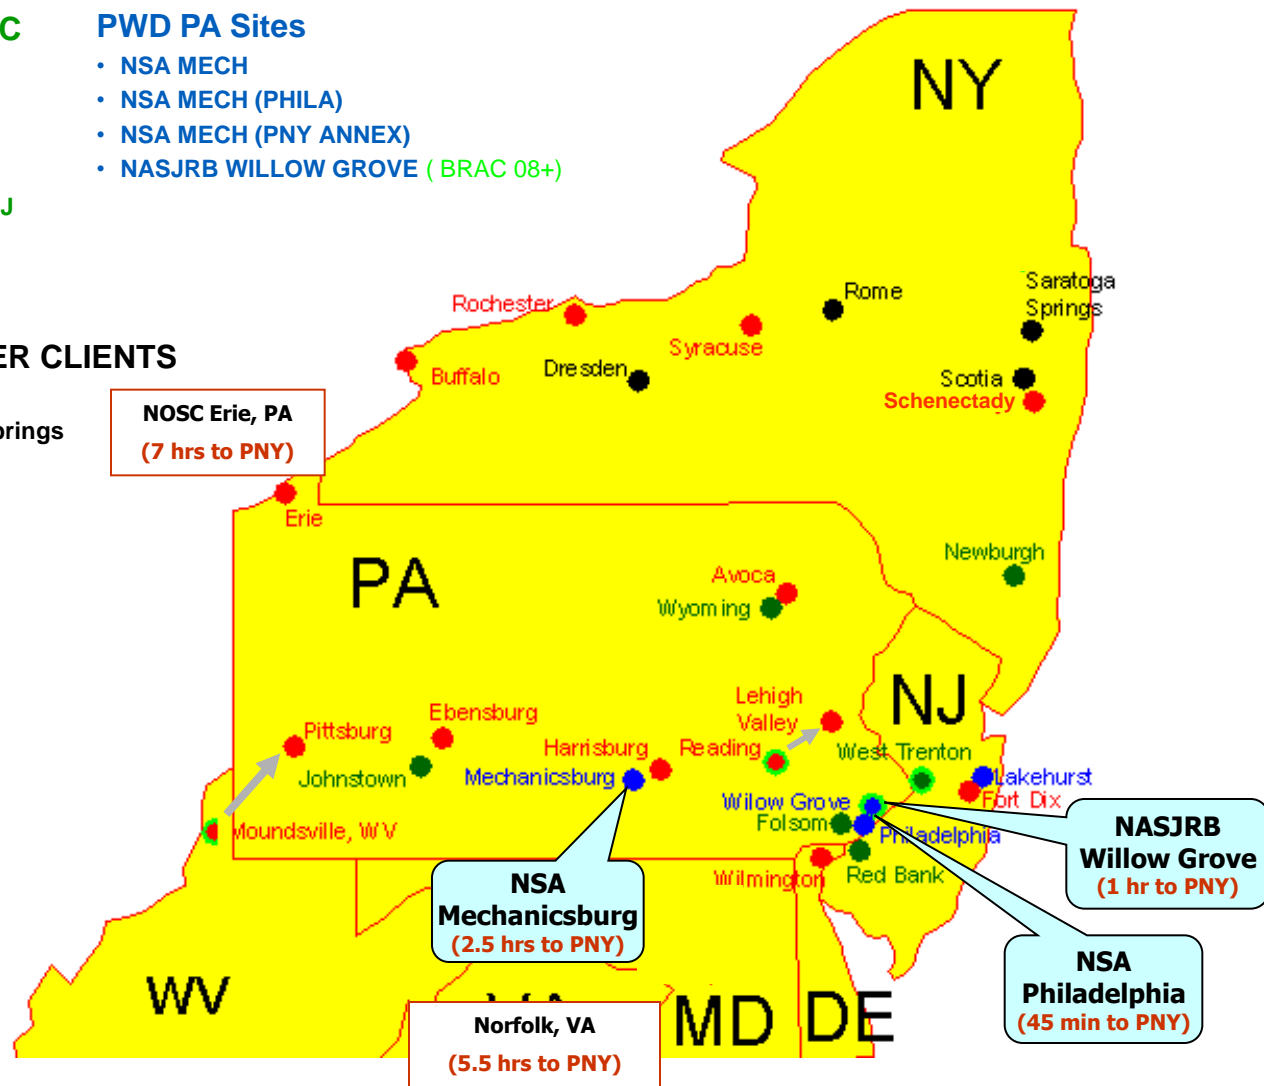 C
PWD PA Sites
• NSA MECH
• NSA MECH (PHILA)
• NSA MECH (PNY ANNEX)
• NASJRB WILLOW GROVE ( BRAC 08+)
J
NY
Rochester
Rome
Saratoga
Springs
Syracuse
Buffalo
Dresden
Scotia
Schenectady
ER CLIENTS
prings
NOSC Erie, PA
(7 hrs to PNY)
Erie
PA
Newburgh
Avoca
Wyoming
NJ
Lehigh
Valley
Pittsburg
Ebensburg
Johnstown
Harrisburg
Reading
West Trenton
Mechanicsburg
Lakehurst
Fort Dix
Wilow Grove
Folsom
Philadelphia
Moundsville, WV
Wilmington
Red Bank
NASJRB
Willow Grove
(1 hr to PNY)
NSA
Mechanicsburg
(2.5 hrs to PNY)
NSA
Philadelphia
(45 min to PNY)
WV
MD
DE
Norfolk, VA
(5.5 hrs to PNY)